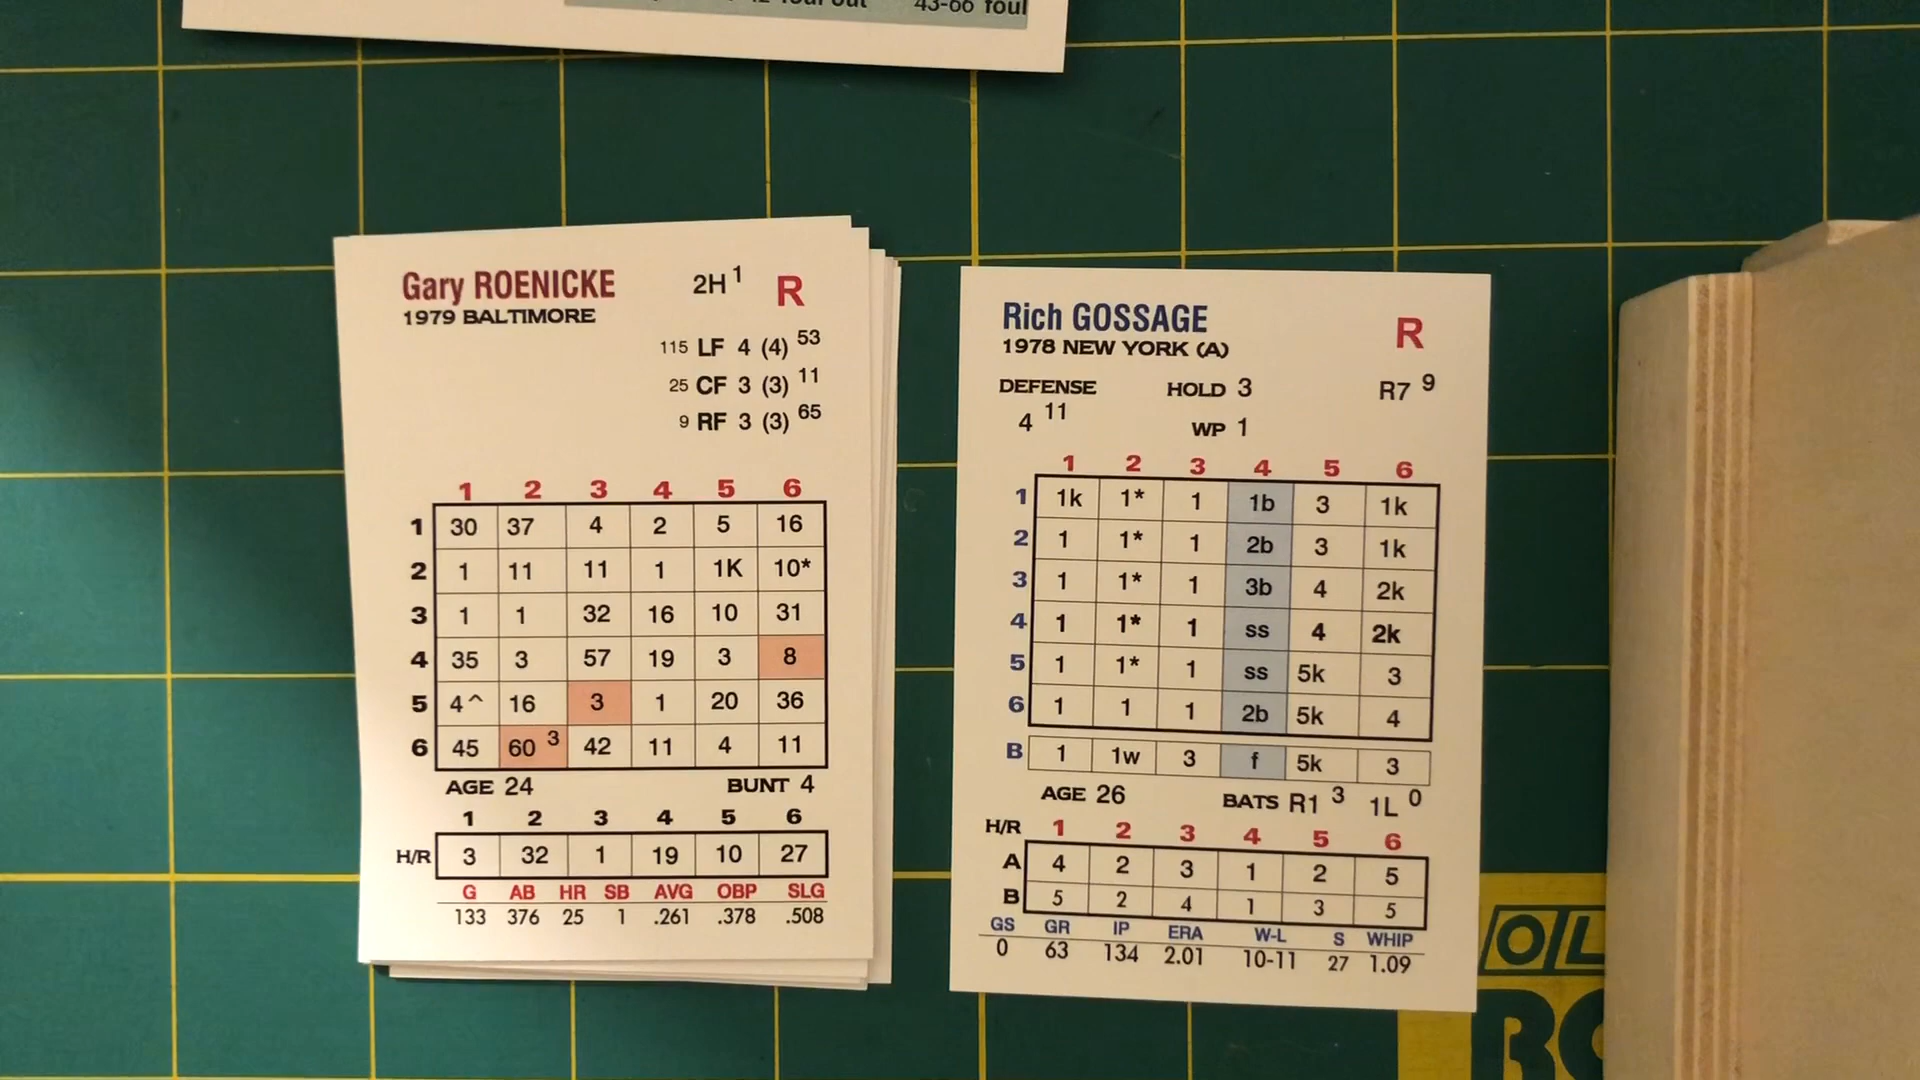 foul out 43-66 foul
Gary ROENICKE 2H 1 R
1979 BALTIMORE
115 LF 4 (4) 53
25 CF 3 (3) 11
9 RF 3 (3) 65
1 2 3 4 5 6
1 30 37 4 2 5 16
2 1 11 11 1 1K 10*
3 1 1 32 16 10 31
4 35 3 57 19 3 8
5 4^ 16 3 1 20 36
6 45 60 3 42 11 4 11
AGE 24 BUNT 4
1 2 3 4 5 6
H/R 3 32 1 19 10 27
G AB HR SB AVG OBP SLG
133 376 25 1 .261 .378 .508
Rich GOSSAGE R
1978 NEW YORK (A)
DEFENSE HOLD 3 R7 9
4 11 WP 1
1 2 3 4 5 6
1 1k 1* 1 1b 3 1k
2 1 1* 1 2b 3 1k
3 1 1* 1 3b 4 2k
4 1 1* 1 ss 4 2k
5 1 1* 1 ss 5k 3
6 1 1 1 2b 5k 4
B 1 1w 3 f 5k 3
AGE 26 BATS R1 3 1L 0
H/R 1 2 3 4 5 6
A 4 2 3 1 2 5
B 5 2 4 1 3 5
GS GR IP ERA W-L S WHIP
0 63 134 2.01 10-11 27 1.09
OL